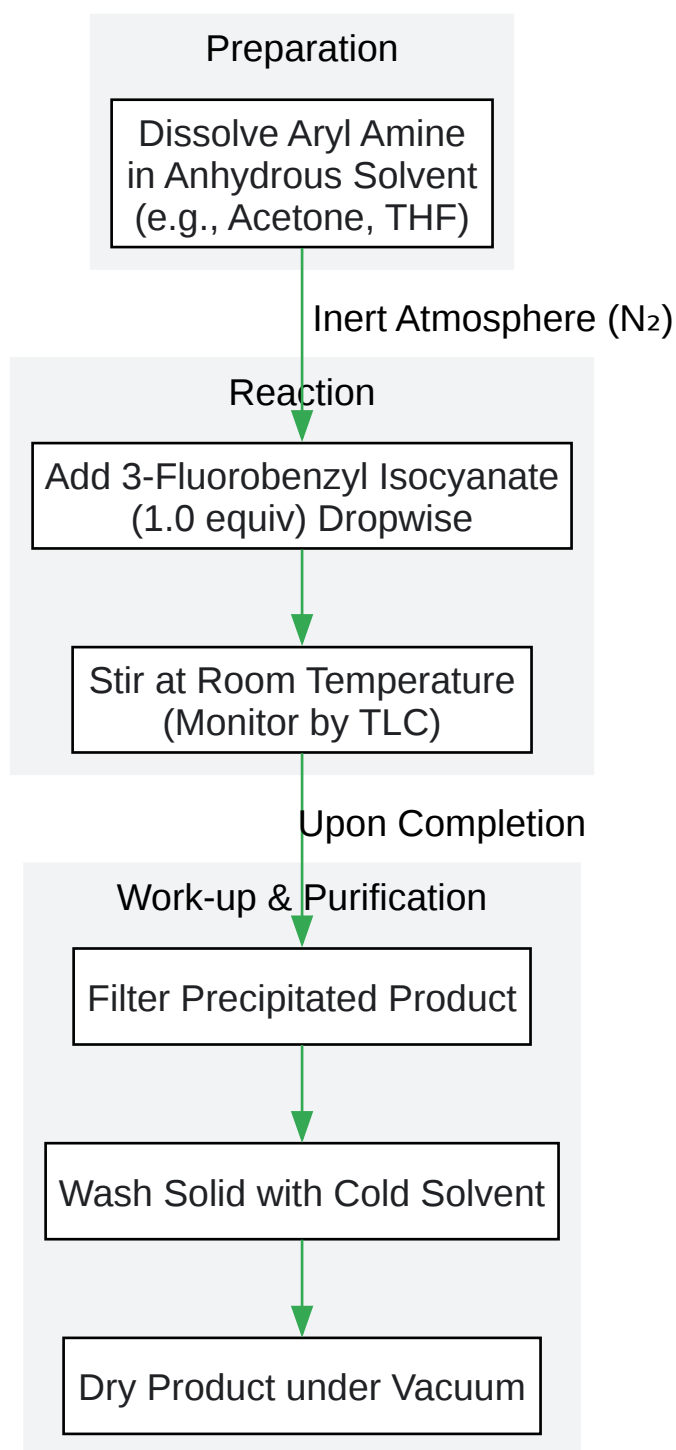 Preparation
Dissolve Aryl Amine
in Anhydrous Solvent
(e.g., Acetone, THF)
Inert Atmosphere (N₂)
Reaction
Add 3-Fluorobenzyl Isocyanate
(1.0 equiv) Dropwise
Stir at Room Temperature
(Monitor by TLC)
Upon Completion
Work-up & Purification
Filter Precipitated Product
Wash Solid with Cold Solvent
Dry Product under Vacuum